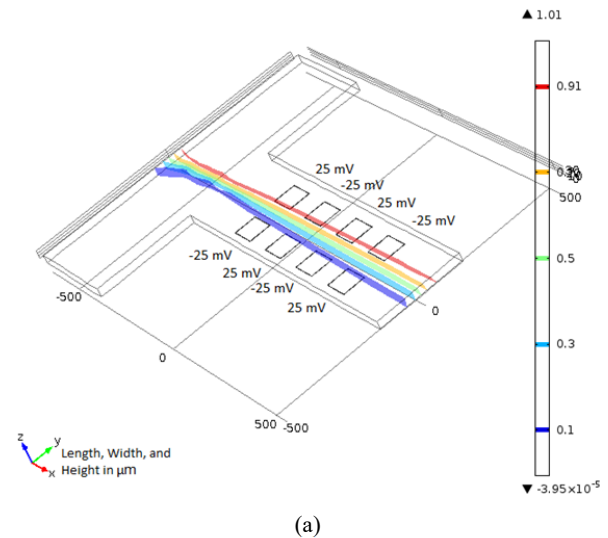 ▲ 1.01
0.91
500
25 mV
-25 mV
25 mV
-25 mV
0.5
-25 mV
25 mV
-25 mV
25 mV
-500
0
0
0.3
500 -500
0.1
z
y
x
Length, Width, and
Height in µm
▼ -3.95×10⁻⁵
(a)